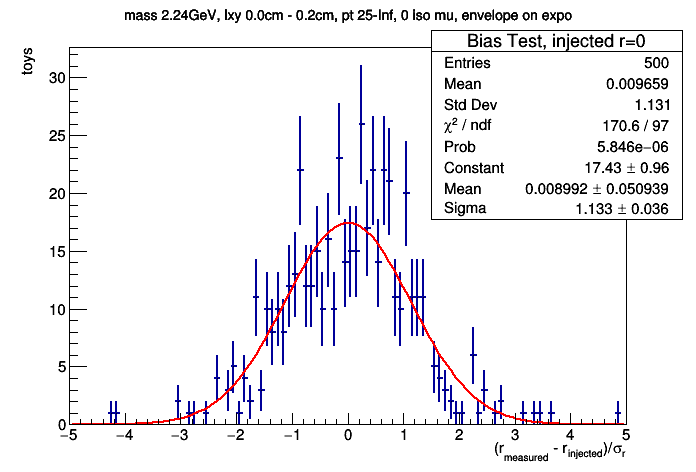 mass 2.24GeV, lxy 0.0cm - 0.2cm, pt 25-Inf, 0 Iso mu, envelope on expo
Bias Test, injected r=0
Entries 500
Mean 0.009659
Std Dev 1.131
χ² / ndf 170.6 / 97
Prob 5.846e−06
Constant 17.43 ± 0.96
Mean 0.008992 ± 0.050939
Sigma 1.133 ± 0.036
toys
30
25
20
15
10
5
0
−5 −4 −3 −2 −1 0 1 2 3 4 5
(r_measured - r_injected)/σ_r